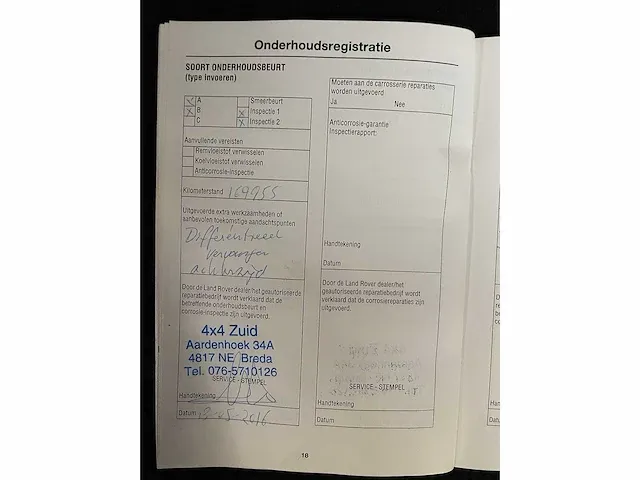 Onderhoudsregistratie
SOORT ONDERHOUDSBEURT
(type invoeren)
X A
Smeerbeurt
X B
X Inspectie 1
C
X Inspectie 2
Aanvullende vereisten
Remvloeistof verwisselen
Koelvloeistof verwisselen
Anticorrosie-inspectie
Kilometerstand 169955
Uitgevoerde extra werkzaamheden of
aanbevolen toekomstige aandachtspunten
Differentieel
vervangen
achterzijd
Door de Land Rover dealer/het geautoriseerde
reparatiebedrijf wordt verklaard dat de
betreffende onderhoudsbeurt en
corrosie-inspectie zijn uitgevoerd.
4x4 Zuid
Aardenhoek 34A
4817 NE Breda
Tel. 076-5710126
SERVICE - STEMPEL
Handtekening
Datum 2016
Moeten aan de carrosserie reparaties
worden uitgevoerd
Ja Nee
Anticorrosie-garantie
Inspectierapport:
Handtekening
Datum
Door de Land Rover dealer/het
geautoriseerde reparatiebedrijf wordt
verklaard dat de corrosiereparaties zijn
uitgevoerd.
SERVICE - STEMPEL
Handtekening
Datum
18